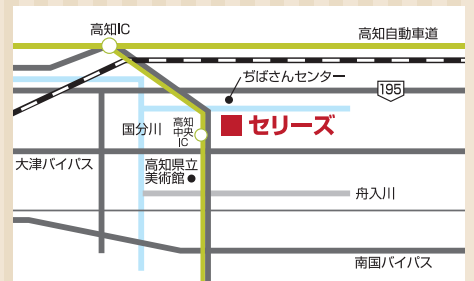 高知IC
高知自動車道
ぢばさんセンター
195
国分川
高知
中央
IC
セリーズ
大津バイパス
高知県立
美術館
舟入川
南国バイパス